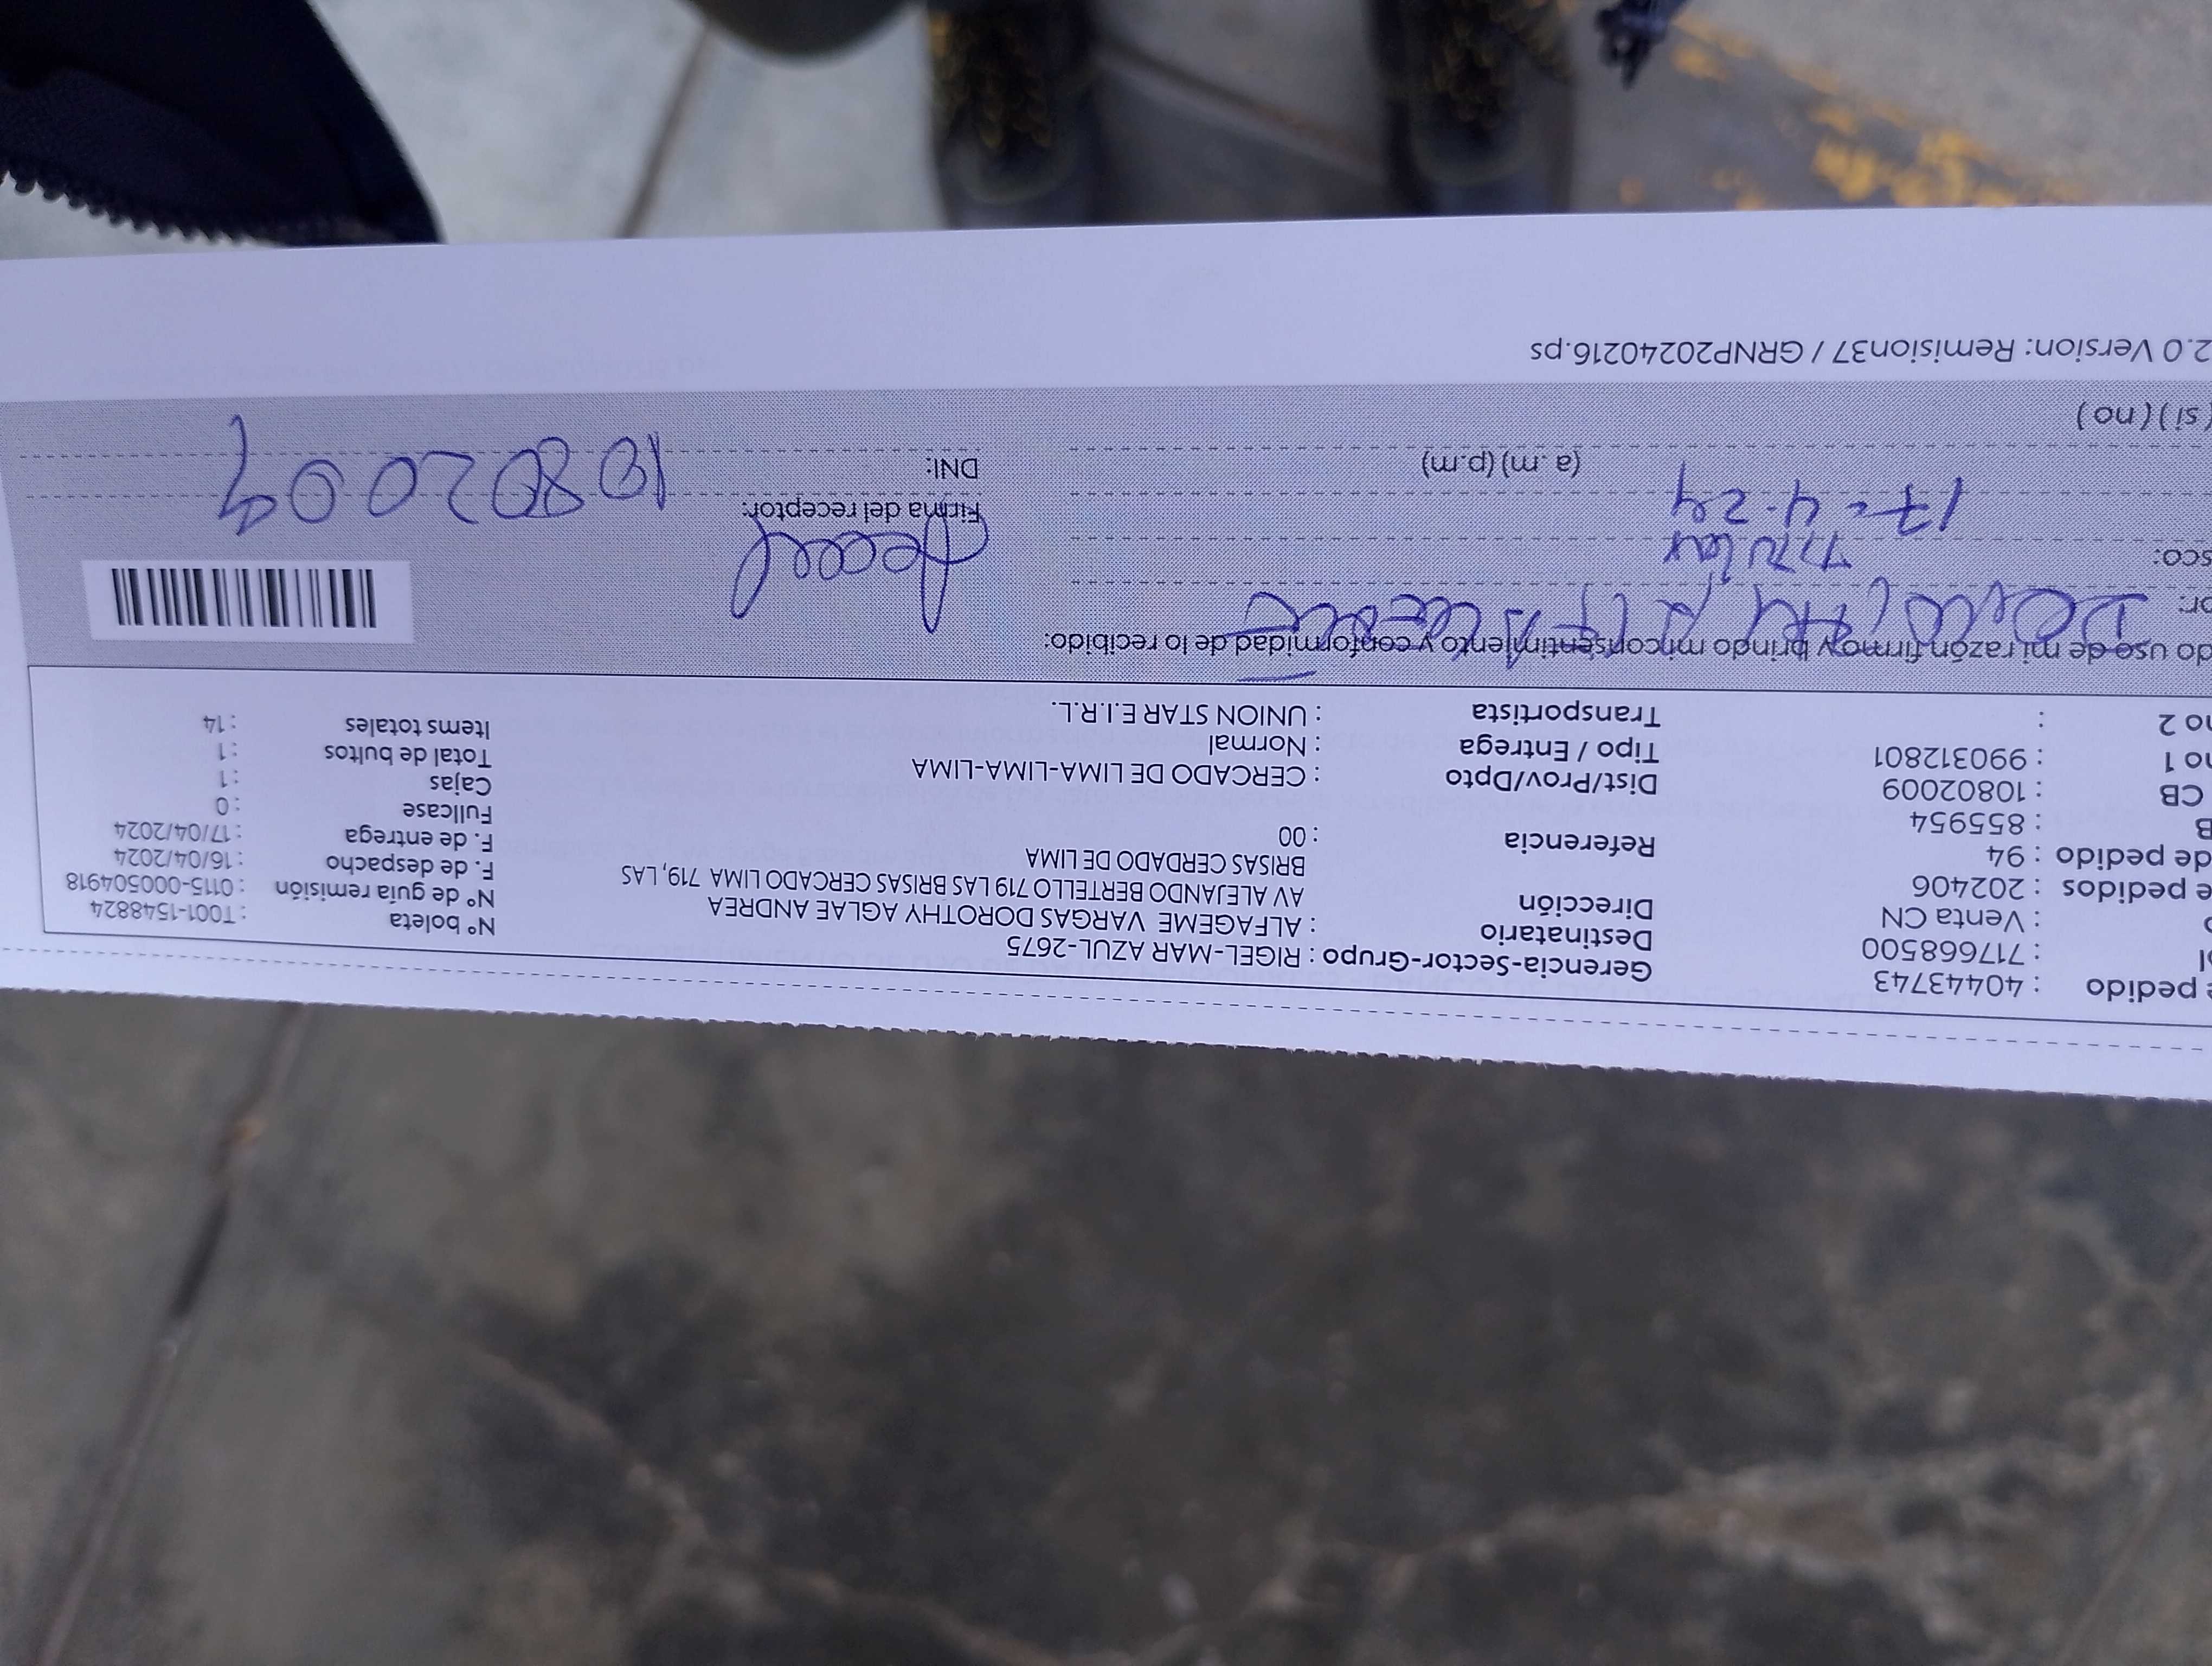 e pedido : 40443743 Gerencia-Sector-Grupo : RIGEL-MAR AZUL-2675 N° boleta : T001-1548824
: 717668500 Destinatario : ALFAGEME VARGAS DOROTHY AGLAE ANDREA N° de guía remisión : 0115-000504918
: Venta CN Dirección AV ALEJANDO BERTELLO 719 LAS BRISAS CERCADO LIMA 719, LAS F. de despacho : 16/04/2024
e pedidos : 202406 BRISAS CERDADO DE LIMA F. de entrega : 17/04/2024
de pedido : 94 Referencia : 00 Fullcase : 0
B : 855954 Cajas : 1
CB : 10802009 Dist/Prov/Dpto : CERCADO DE LIMA-LIMA-LIMA Total de bultos : 1
no 1 : 990312801 Tipo / Entrega : Normal Items totales : 14
no 2 : Transportista : UNION STAR E.I.R.L.
do uso de mi razón firmo y brindo mi consentimiento y conformidad de lo recibido:
or:
sco: Titular
17-4-24 Firma del receptor:
(a.m) (p.m) DNI: 10802009
(si) (no)
2.0 Version: Remision37 / GRNP20240216.ps